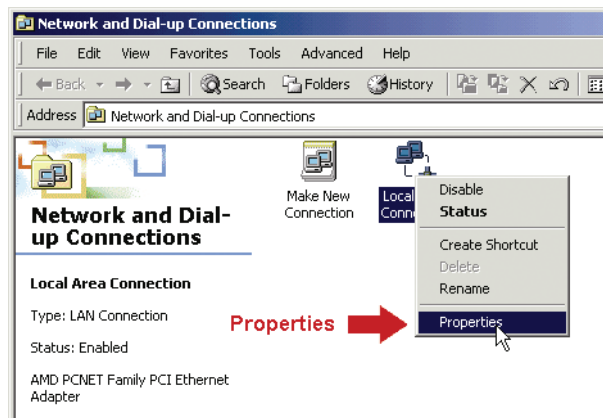 Network and Dial-up Connections
File Edit View Favorites Tools Advanced Help
Back Search Folders History
Address Network and Dial-up Connections
Network and Dial-
up Connections
Local Area Connection
Type: LAN Connection
Status: Enabled
AMD PCNET Family PCI Ethernet
Adapter
Make New
Connection
Local
Conn
Disable
Status
Create Shortcut
Delete
Rename
Properties
Properties